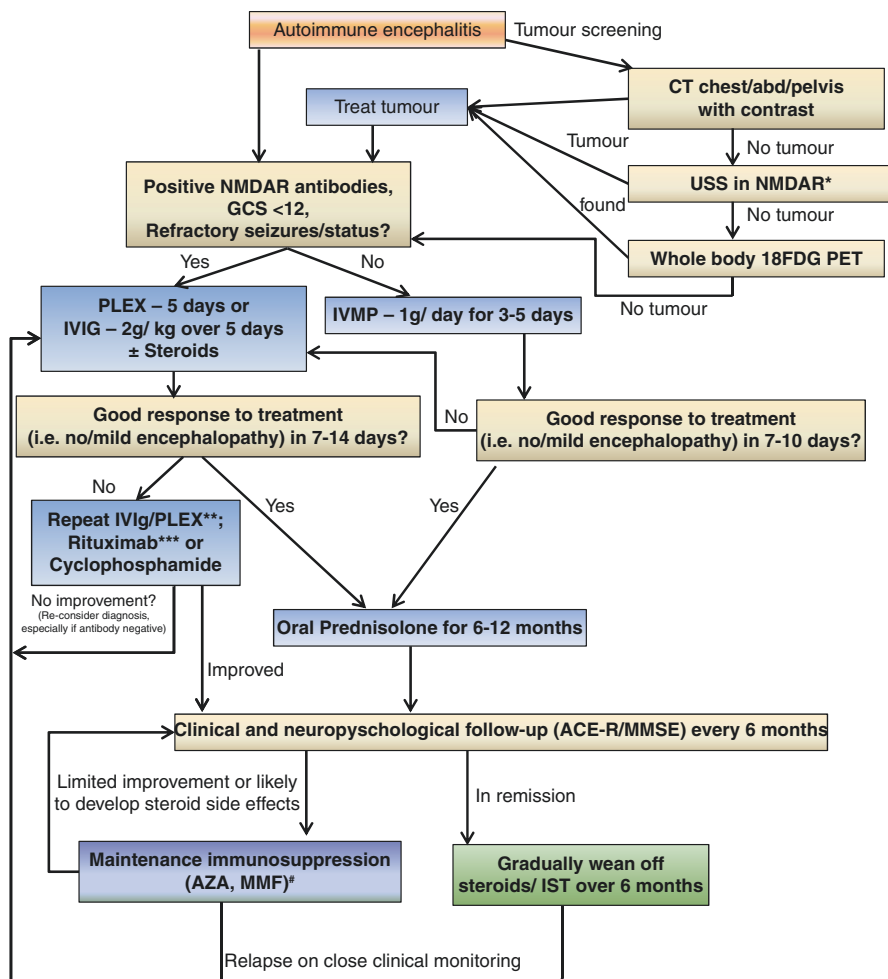 Autoimmune encephalitis
Tumour screening
CT chest/abd/pelvis
with contrast
Treat tumour
Tumour
No tumour
USS in NMDAR*
Positive NMDAR antibodies,
GCS <12,
Refractory seizures/status?
found
No tumour
Whole body 18FDG PET
Yes
No
No tumour
PLEX – 5 days or
IVIG – 2g/ kg over 5 days
± Steroids
IVMP – 1g/ day for 3-5 days
Good response to treatment
(i.e. no/mild encephalopathy) in 7-14 days?
No
Good response to treatment
(i.e. no/mild encephalopathy) in 7-10 days?
No
Yes
Yes
Repeat IVIg/PLEX**;
Rituximab*** or
Cyclophosphamide
No improvement?
(Re-consider diagnosis,
especially if antibody negative)
Oral Prednisolone for 6-12 months
Improved
Clinical and neuropyschological follow-up (ACE-R/MMSE) every 6 months
Limited improvement or likely
to develop steroid side effects
In remission
Maintenance immunosuppression
(AZA, MMF)#
Gradually wean off
steroids/ IST over 6 months
Relapse on close clinical monitoring